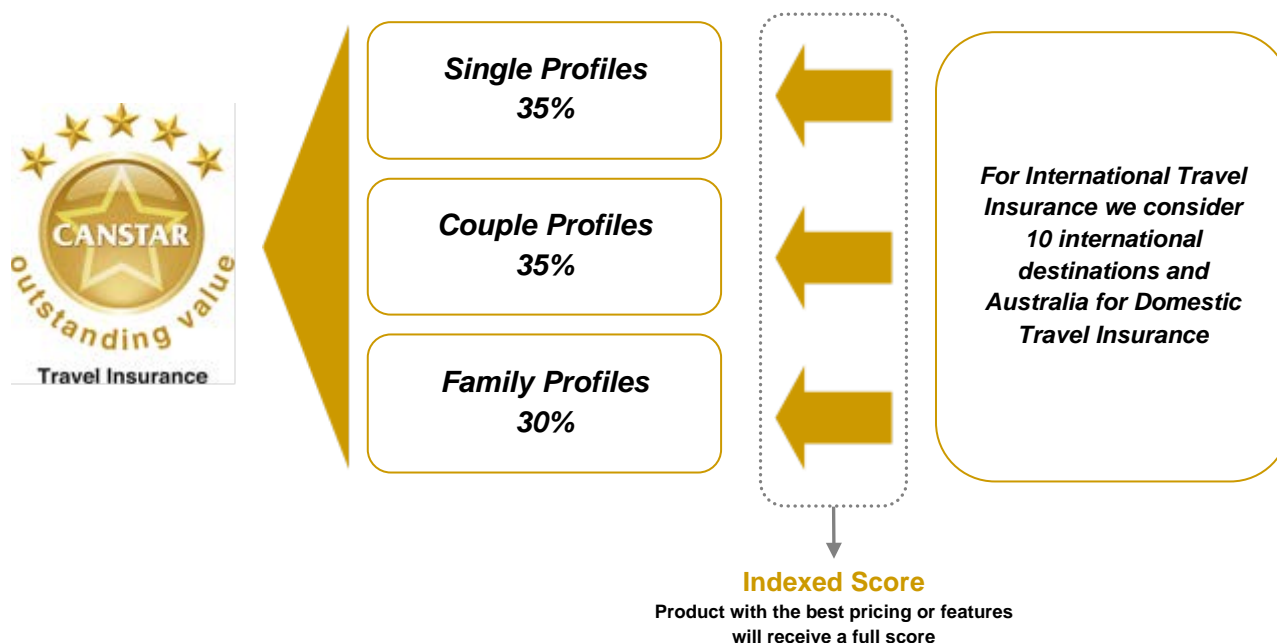 CANSTAR
outstanding value
Travel Insurance
Single Profiles
35%
Couple Profiles
35%
Family Profiles
30%
For International Travel
Insurance we consider
10 international
destinations and
Australia for Domestic
Travel Insurance
Indexed Score
Product with the best pricing or features
will receive a full score